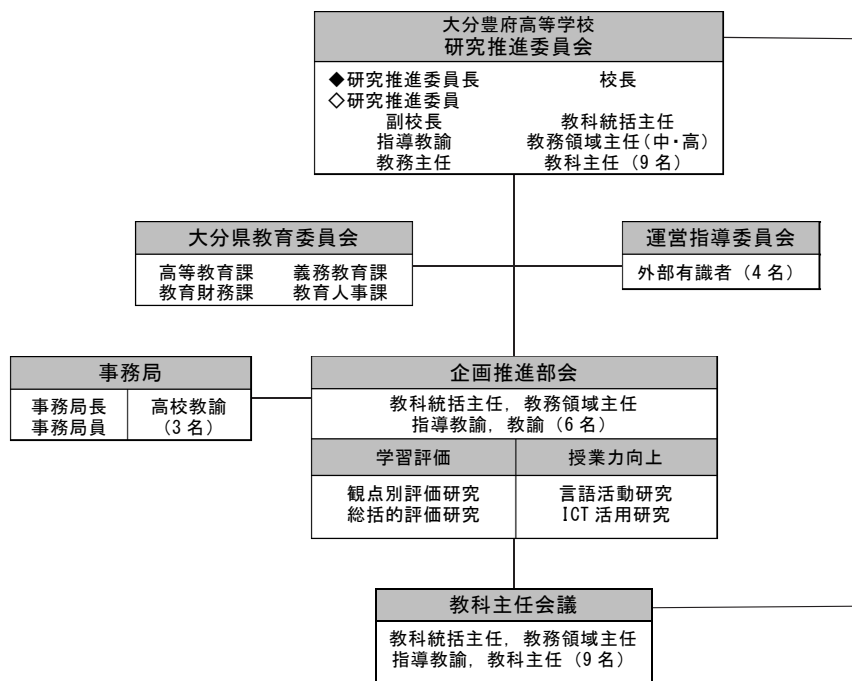 大分豊府高等学校
研究推進委員会
◆研究推進委員長 校長
◇研究推進委員
副校長 教科統括主任
指導教諭 教務領域主任(中・高)
教務主任 教科主任(9名)
大分県教育委員会
高等教育課 義務教育課
教育財務課 教育人事課
運営指導委員会
外部有識者(4名)
事務局
事務局長 高校教諭
事務局員 (3名)
企画推進部会
教科統括主任, 教務領域主任
指導教諭, 教諭(6名)
学習評価 授業力向上
観点別評価研究 言語活動研究
総括的評価研究 ICT活用研究
教科主任会議
教科統括主任, 教務領域主任
指導教諭, 教科主任(9名)